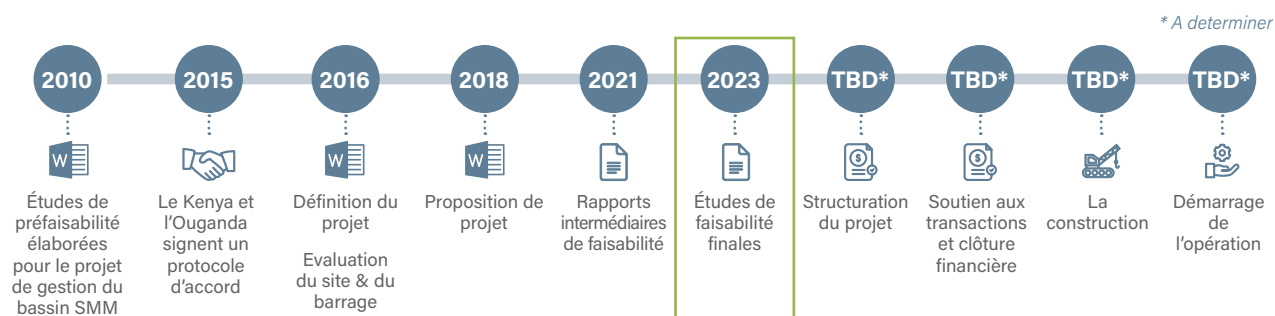 * A determiner
2010
2015
2016
2018
2021
2023
TBD*
TBD*
TBD*
TBD*
W
W
W
Études de
préfaisabilité
élaborées
pour le projet
de gestion du
bassin SMM
Le Kenya et
l'Ouganda
signent un
protocole
d'accord
Définition du
projet
Evaluation
du site & du
barrage
Proposition de
projet
Rapports
intermédiaires
de faisabilité
Études de
faisabilité
finales
Structuration
du projet
Soutien aux
transactions
et clôture
financière
La
construction
Démarrage
de
l'opération